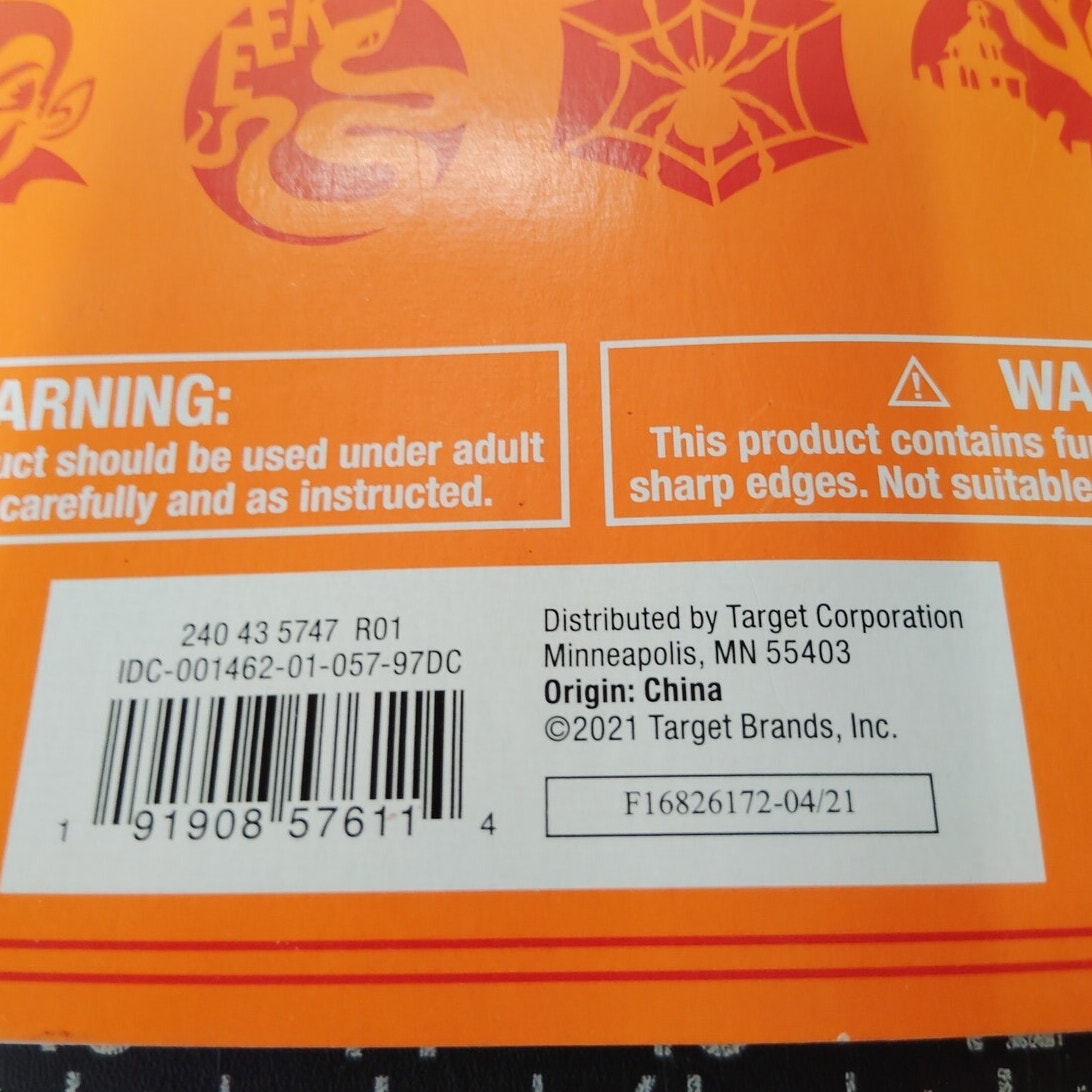 EEK
ARNING:
uct should be used under adult
carefully and as instructed.
WA
This product contains fu
sharp edges. Not suitable
240 43 5747 R01
IDC-001462-01-057-97DC
1 91908 57611 4
Distributed by Target Corporation
Minneapolis, MN 55403
Origin: China
©2021 Target Brands, Inc.
F16826172-04/21